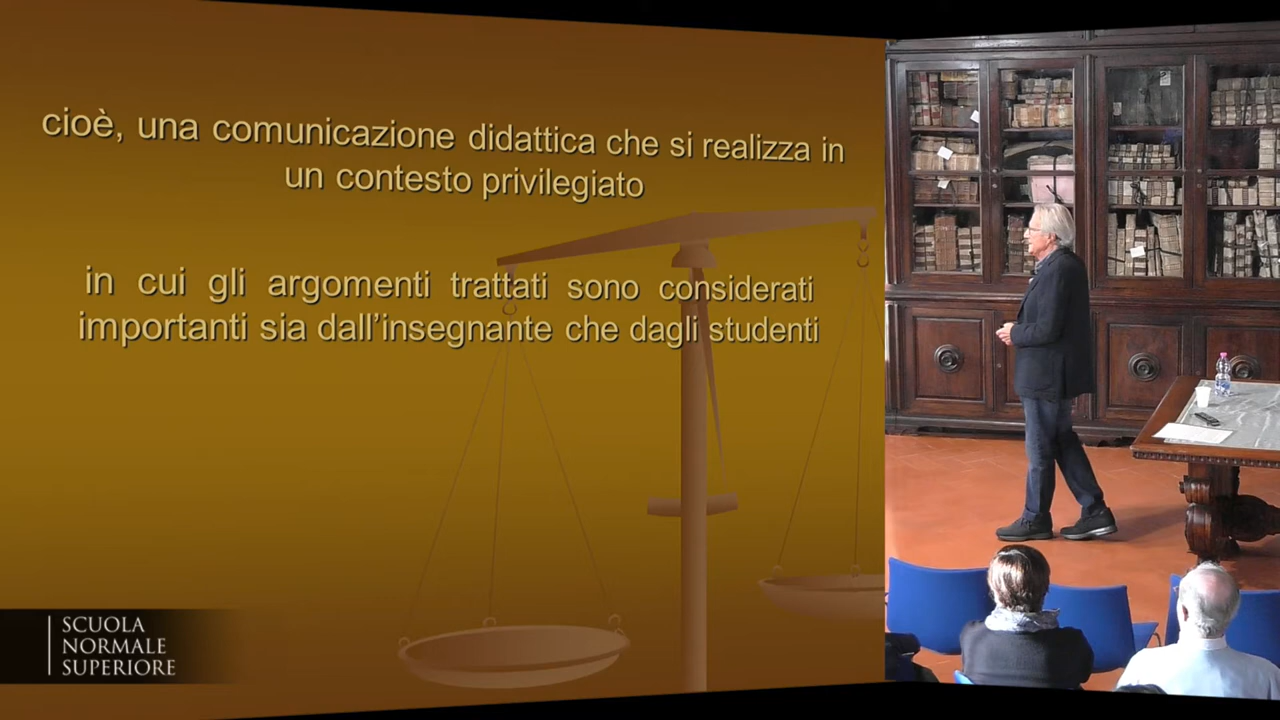 cioè, una comunicazione didattica che si realizza in
un contesto privilegiato
in cui gli argomenti trattati sono considerati
importanti sia dall'insegnante che dagli studenti
SCUOLA
NORMALE
SUPERIORE